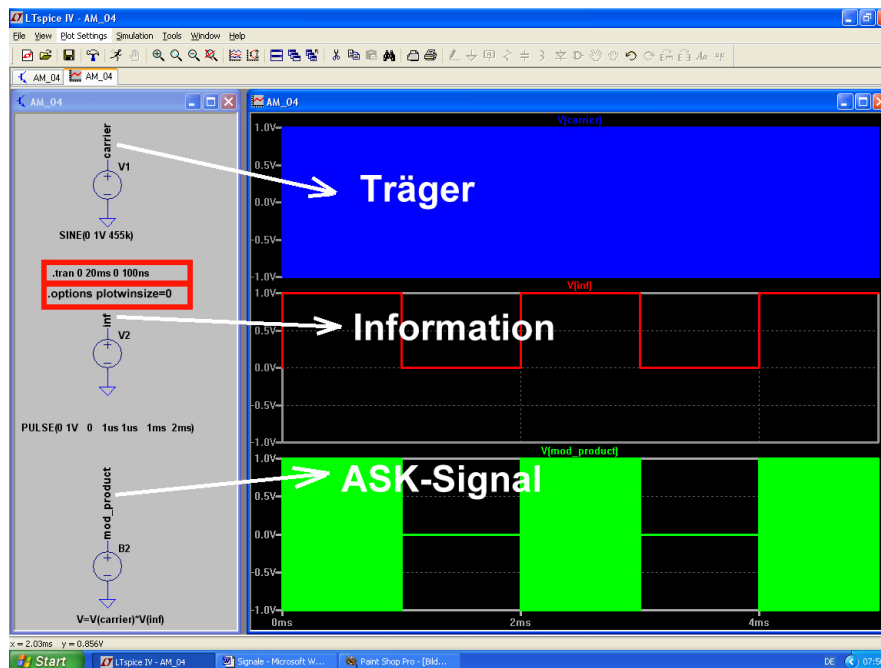 LTspice IV - AM_04
File View Plot Settings Simulation Tools Window Help
AM_04 AM_04
AM_04
carrier
V1
SINE(0 1V 455k)
.tran 0 20ms 0 100ns
.options plotwinsize=0
inf
V2
PULSE(0 1V 0 1us 1us 1ms 2ms)
mod_product
B2
V=V(carrier)*V(inf)
AM_04
V(carrier)
1.0V
0.5V
0.0V
-0.5V
-1.0V
Träger
V(inf)
1.0V
0.5V
0.0V
-0.5V
-1.0V
Information
V(mod_product)
1.0V
0.5V
0.0V
-0.5V
-1.0V
ASK-Signal
0ms 2ms 4ms
x = 2.03ms y = 0.856V
Start LTspice IV - AM_04 Signale - Microsoft W... Paint Shop Pro - [Bild... DE